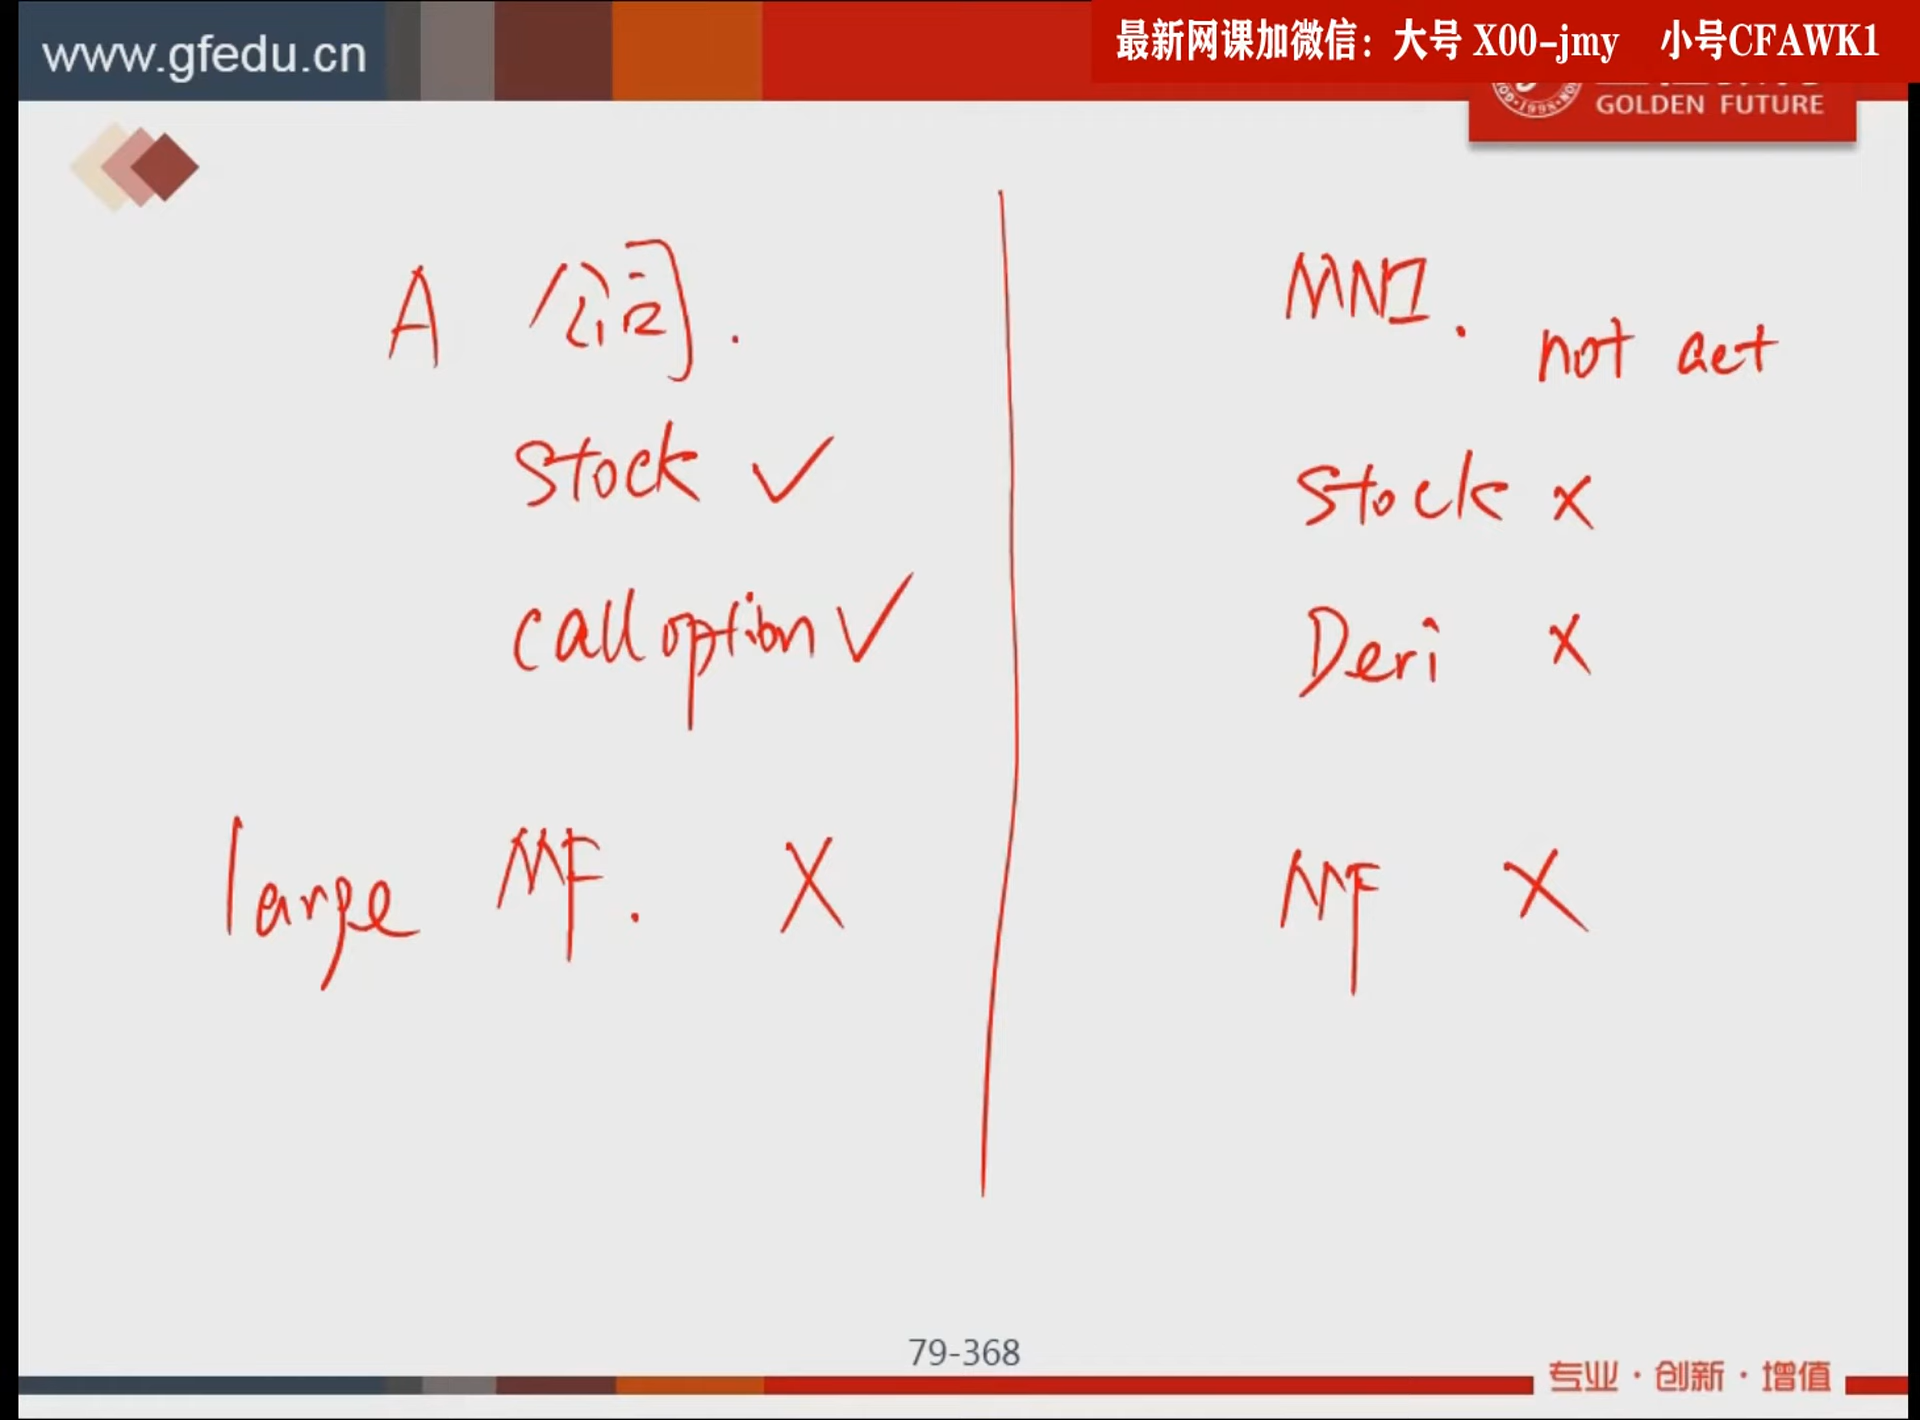 www.gfedu.cn
最新网课加微信：大号 X00-jmy 小号CFAWK1
GOLDEN FUTURE
A 公司.
stock ✓
call option ✓
large MF. X
MNI.
not act
Stock x
Deri x
MF X
79-368
专业·创新·增值